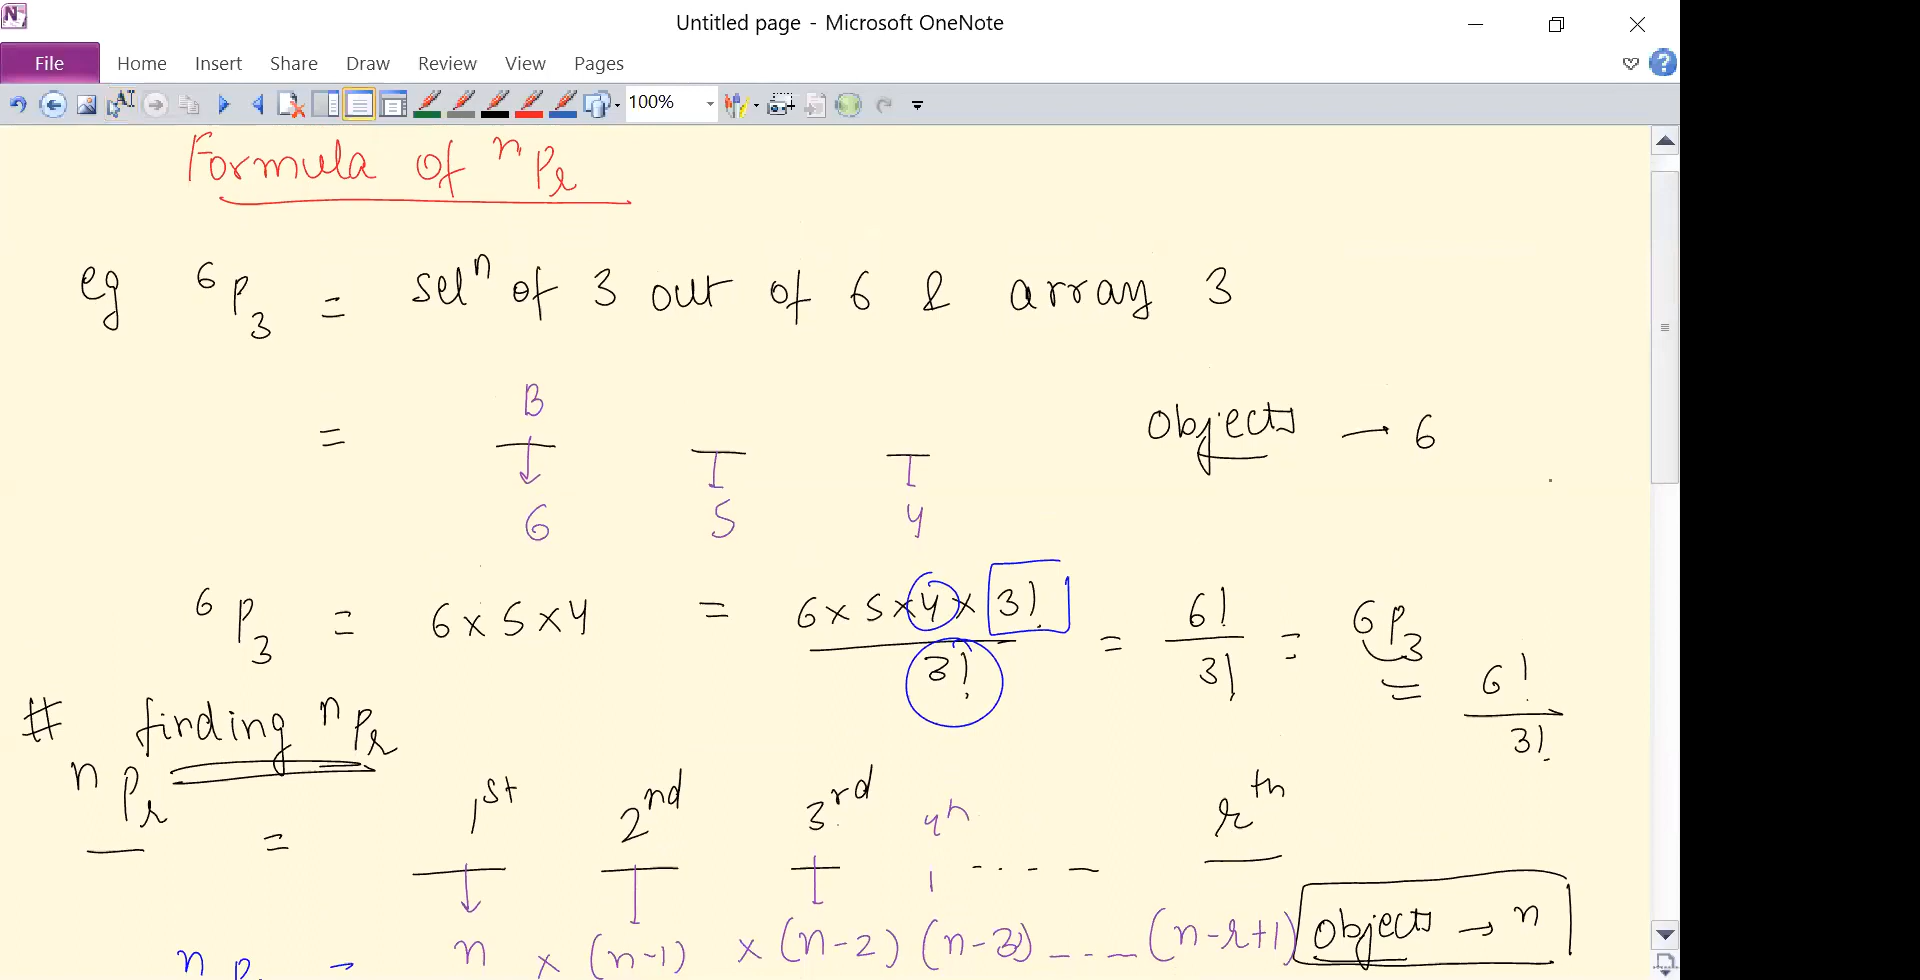 Untitled page - Microsoft OneNote
File Home Insert Share Draw Review View Pages
100%
Formula of ⁿPr
eg ⁶P₃ = selⁿ of 3 out of 6 & array 3
B
= Objects → 6
6 5 4
⁶P₃ = 6 × 5 × 4 = 6 × 5 × 4 × 3! / 3! = 6! / 3! = 6P3 = 6! / 3!
# finding ⁿPr
ⁿPr = 1st 2nd 3rd 4th ---- rth
n × (n-1) × (n-2) (n-3) ---- (n-r+1)
Objects → n